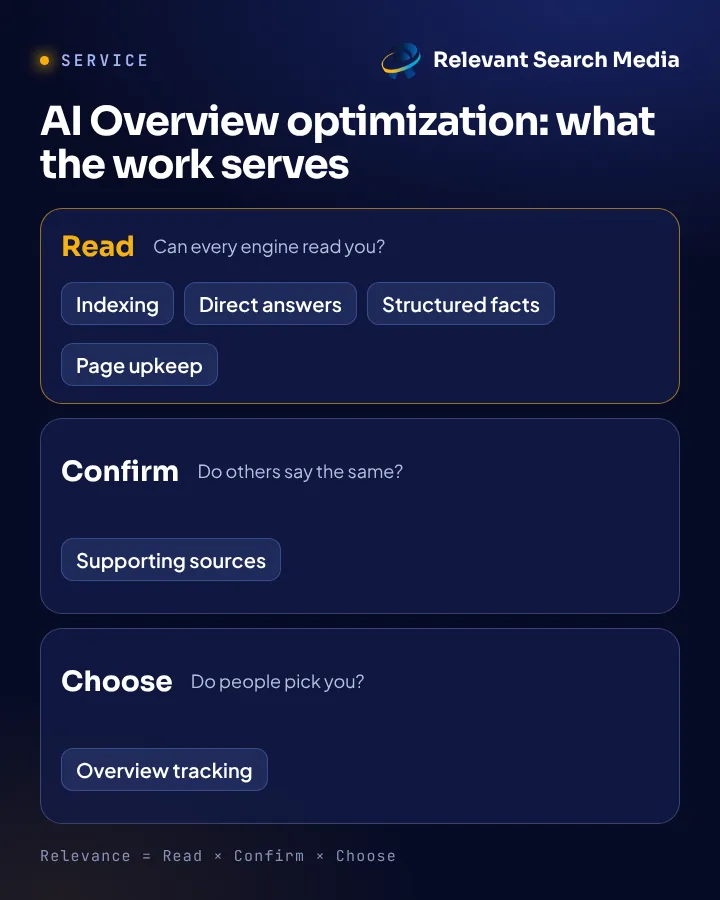 SERVICE
Relevant Search Media
AI Overview optimization: what
the work serves
Read Can every engine read you?
Indexing Direct answers Structured facts
Page upkeep
Confirm Do others say the same?
Supporting sources
Choose Do people pick you?
Overview tracking
Relevance = Read × Confirm × Choose